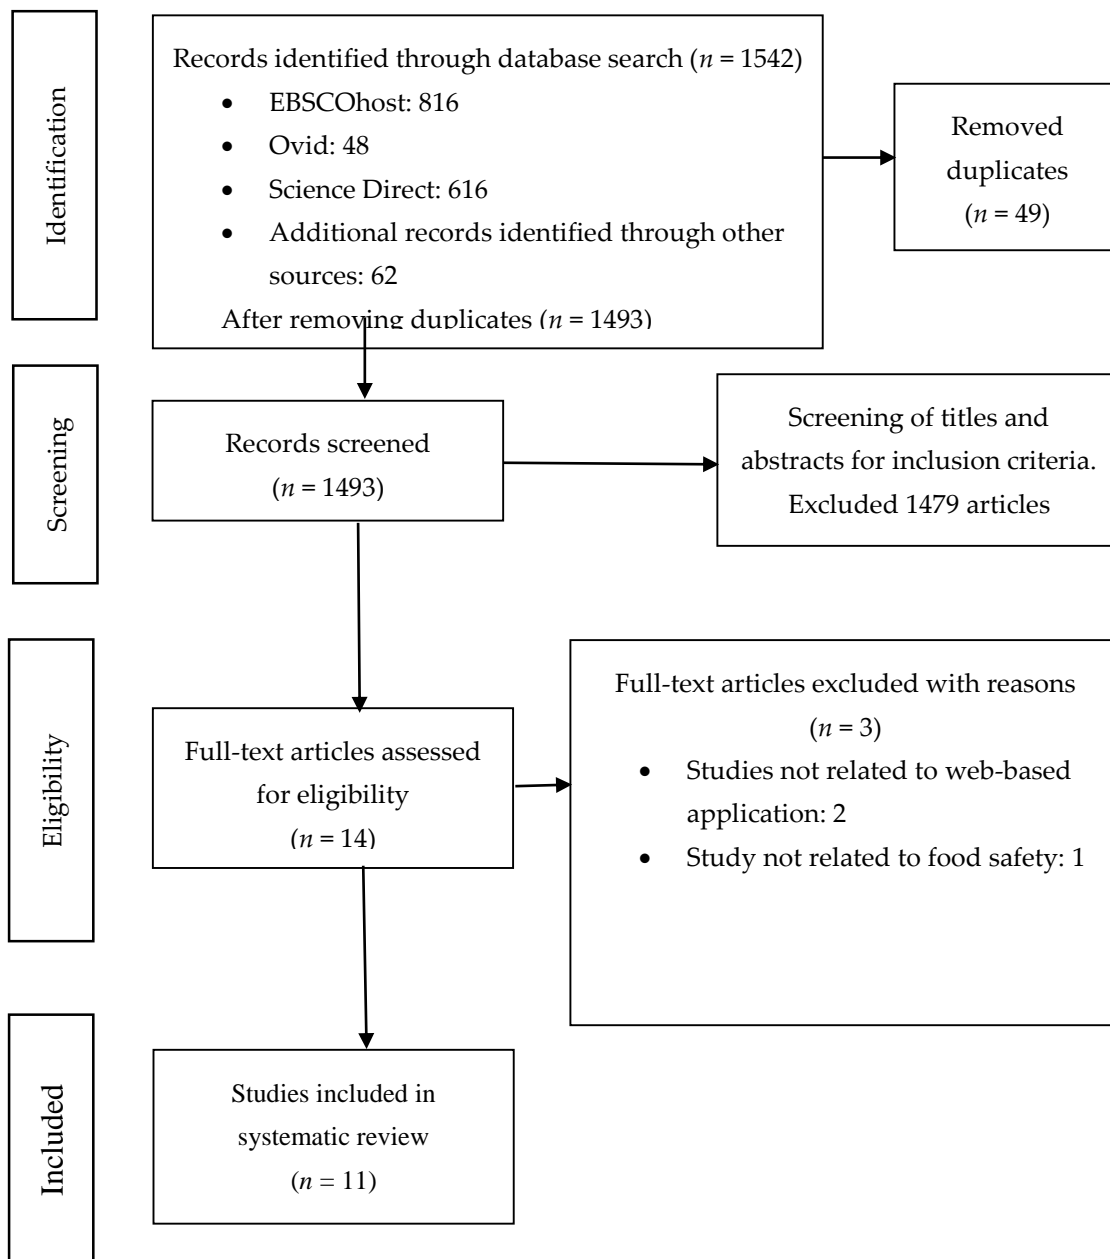 Identification
Records identified through database search (n = 1542)
• EBSCOhost: 816
• Ovid: 48
• Science Direct: 616
• Additional records identified through other
sources: 62
After removing duplicates (n = 1493)
Removed
duplicates
(n = 49)
Screening
Records screened
(n = 1493)
Screening of titles and
abstracts for inclusion criteria.
Excluded 1479 articles
Eligibility
Full-text articles assessed
for eligibility
(n = 14)
Full-text articles excluded with reasons
(n = 3)
• Studies not related to web-based
application: 2
• Study not related to food safety: 1
Included
Studies included in
systematic review
(n = 11)